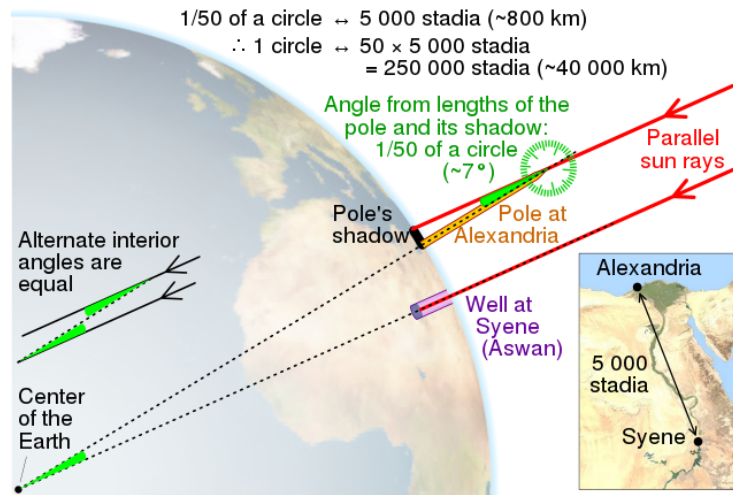 1/50 of a circle ↔ 5 000 stadia (~800 km)
∴ 1 circle ↔ 50 × 5 000 stadia
= 250 000 stadia (~40 000 km)
Angle from lengths of the
pole and its shadow:
1/50 of a circle
(~7°)
Parallel
sun rays
Pole's
shadow
Pole at
Alexandria
Alternate interior
angles are
equal
Well at
Syene
(Aswan)
Center
of the
Earth
Alexandria
5 000
stadia
Syene